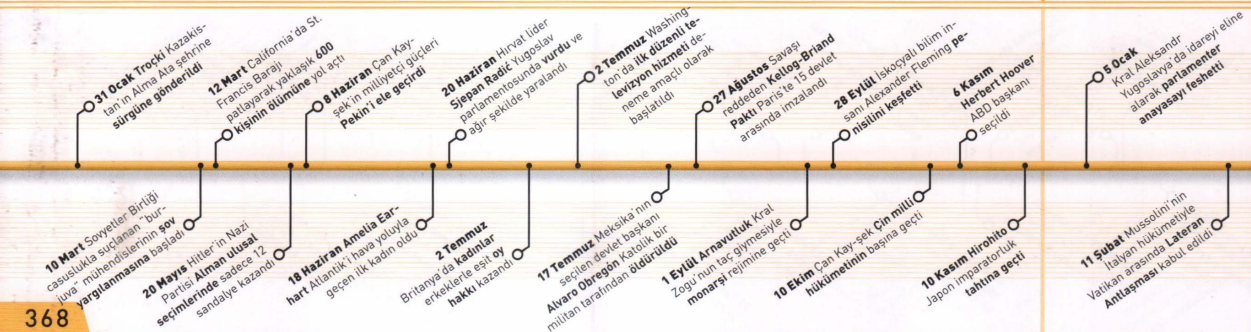 31 Ocak Troçki Kazakis-
tan'ın Alma Ata şehrine
sürgüne gönderildi
12 Mart California'da St.
Francis Barajı
patlayarak yaklaşık 600
kişinin ölümüne yol açtı
8 Haziran Çan Kay-
şek'in milliyetçi güçleri
Pekin'i ele geçirdi
20 Haziran Hırvat lider
Sjepan Radić Yugoslav
parlamentosunda vurdu ve
ağır şekilde yaralandı
2 Temmuz Washing-
ton'da ilk düzenli te-
levizyon hizmeti de-
neme amaçlı olarak
başlatıldı
27 Ağustos Savaşı
reddeden Kellog-Briand
Paktı Paris'te 15 devlet
arasında imzalandı
28 Eylül İskoçyalı bilim in-
sanı Alexander Fleming pe-
nisilini keşfetti
6 Kasım
Herbert Hoover
ABD başkanı
seçildi
5 Ocak
Kral Aleksandr
Yugoslavya'da idareyi eline
alarak parlamenter
anayasayı feshetti
10 Mart Sovyetler Birliği
casuslukla suçlanan "bur-
juva" mühendislerinin şov
yargılanmasına başladı
20 Mayıs Hitler'in Nazi
Partisi Alman ulusal
seçimlerinde sadece 12
sandalye kazandı
18 Haziran Amelia Ear-
hart Atlantik'i hava yoluyla
geçen ilk kadın oldu
2 Temmuz
Britanya'da kadınlar
erkeklerle eşit oy
hakkı kazandı
17 Temmuz Meksika'nın
seçilen devlet başkanı
Alvaro Obregón Katolik bir
militan tarafından öldürüldü
1 Eylül Arnavutluk Kral
Zogu'nun taç giymesiyle
monarşi rejimine geçti
10 Ekim Çan Kay-şek Çin milli
hükümetinin başına geçti
10 Kasım Hirohito
Japon imparatorluk
tahtına geçti
11 Şubat Mussolini'nin
İtalyan hükümetiyle
Vatikan arasında Lateran
Antlaşması kabul edildi
368